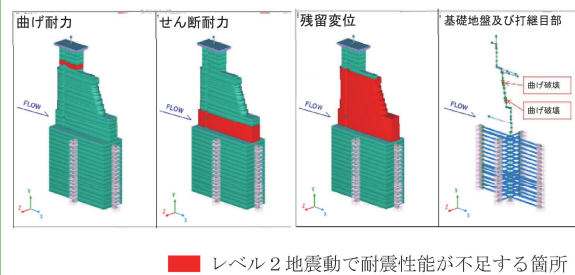 曲げ耐力
せん断耐力
残留変位
基礎地盤及び打継目部
FLOW
FLOW
FLOW
FLOW
曲げ破壊
曲げ破壊
Y
Z
X
Y
Z
X
Y
Z
X
Y
Z
X
レベル２地震動で耐震性能が不足する箇所